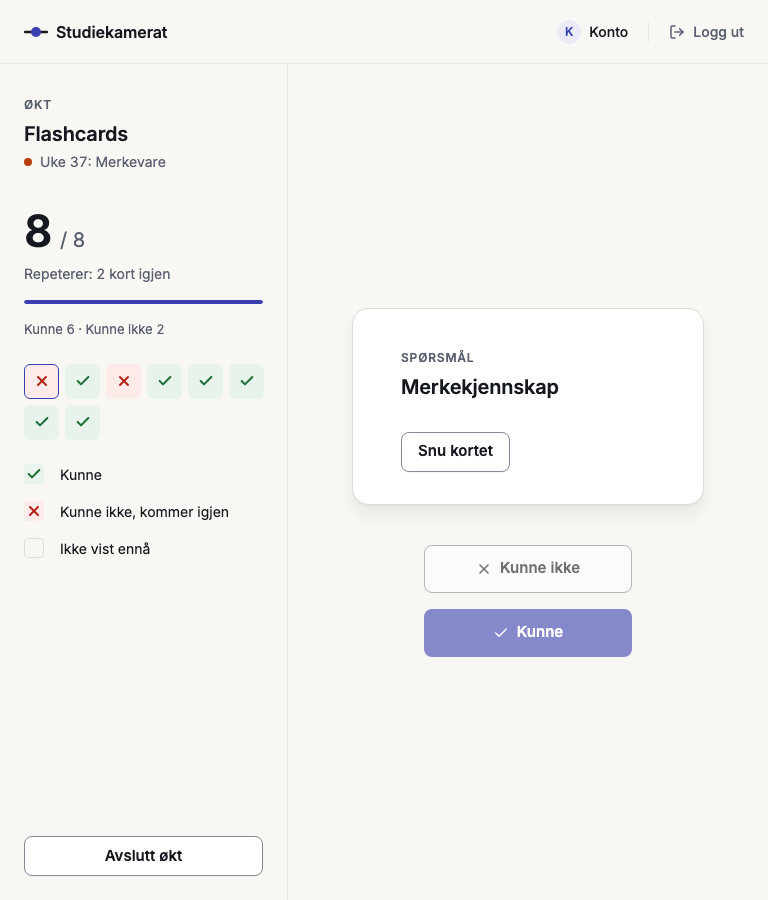 Studiekamerat
K Konto
Logg ut
ØKT
Flashcards
Uke 37: Merkevare
8 / 8
Repeterer: 2 kort igjen
Kunne 6 · Kunne ikke 2
Kunne
Kunne ikke, kommer igjen
Ikke vist ennå
Avslutt økt
SPØRSMÅL
Merkekjennskap
Snu kortet
Kunne ikke
Kunne